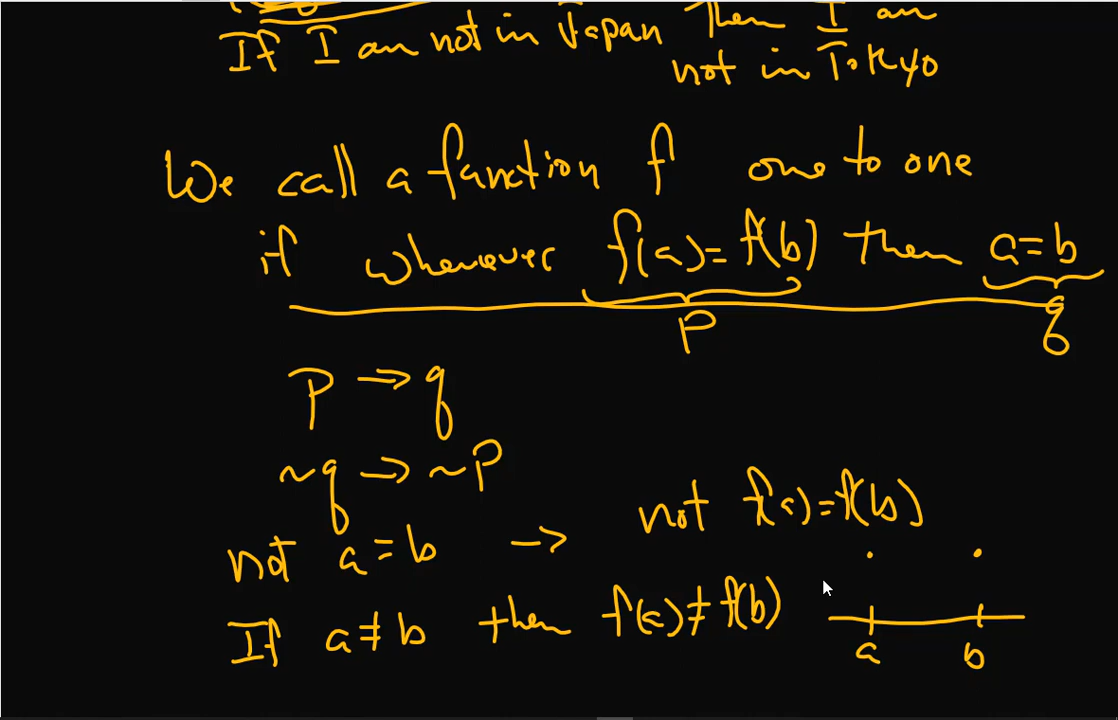 If I am not in Japan Then I am
not in Tokyo
We call a function f one to one
if whenever f(a)=f(b) then a=b
P q
P → q
~q → ~P
not a=b → not f(a)=f(b)
If a≠b then f(a)≠f(b)
a b